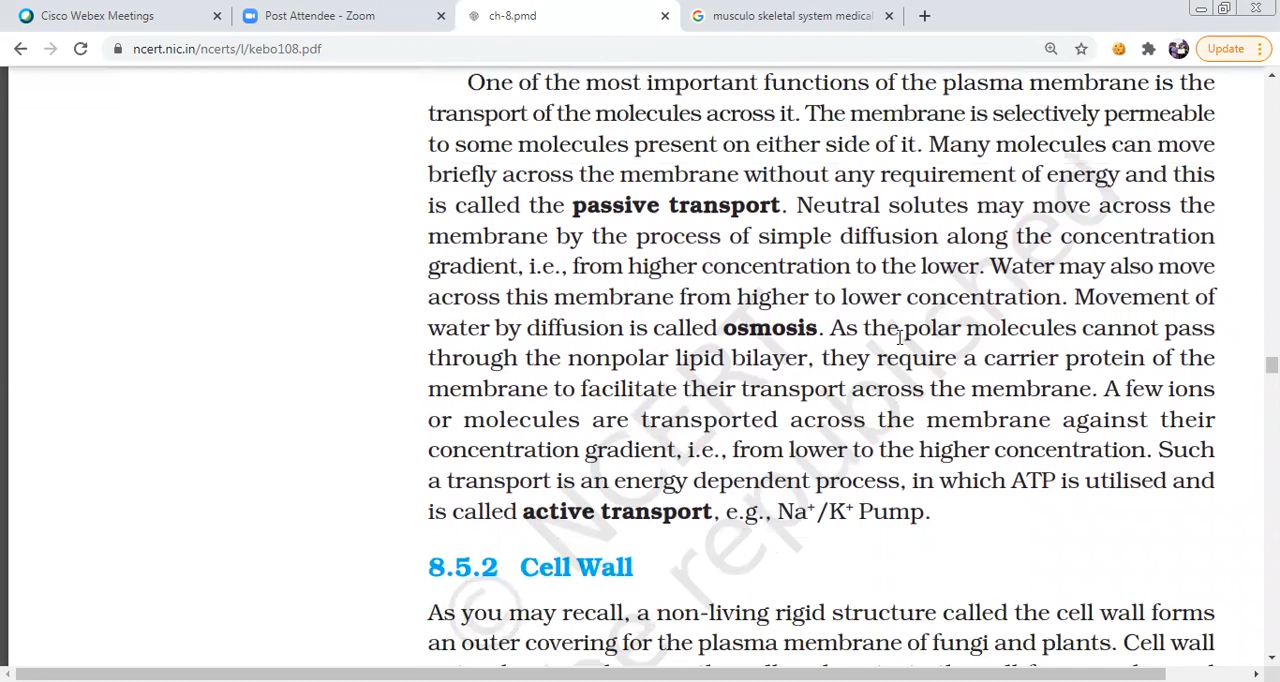 Cisco Webex Meetings
Post Attendee - Zoom
ch-8.pmd
musculo skeletal system medical
ncert.nic.in/ncerts/l/kebo108.pdf
Update
One of the most important functions of the plasma membrane is the
transport of the molecules across it. The membrane is selectively permeable
to some molecules present on either side of it. Many molecules can move
briefly across the membrane without any requirement of energy and this
is called the passive transport. Neutral solutes may move across the
membrane by the process of simple diffusion along the concentration
gradient, i.e., from higher concentration to the lower. Water may also move
across this membrane from higher to lower concentration. Movement of
water by diffusion is called osmosis. As the polar molecules cannot pass
through the nonpolar lipid bilayer, they require a carrier protein of the
membrane to facilitate their transport across the membrane. A few ions
or molecules are transported across the membrane against their
concentration gradient, i.e., from lower to the higher concentration. Such
a transport is an energy dependent process, in which ATP is utilised and
is called active transport, e.g., Na⁺/K⁺ Pump.
8.5.2 Cell Wall
As you may recall, a non-living rigid structure called the cell wall forms
an outer covering for the plasma membrane of fungi and plants. Cell wall
© NCERT
be republished